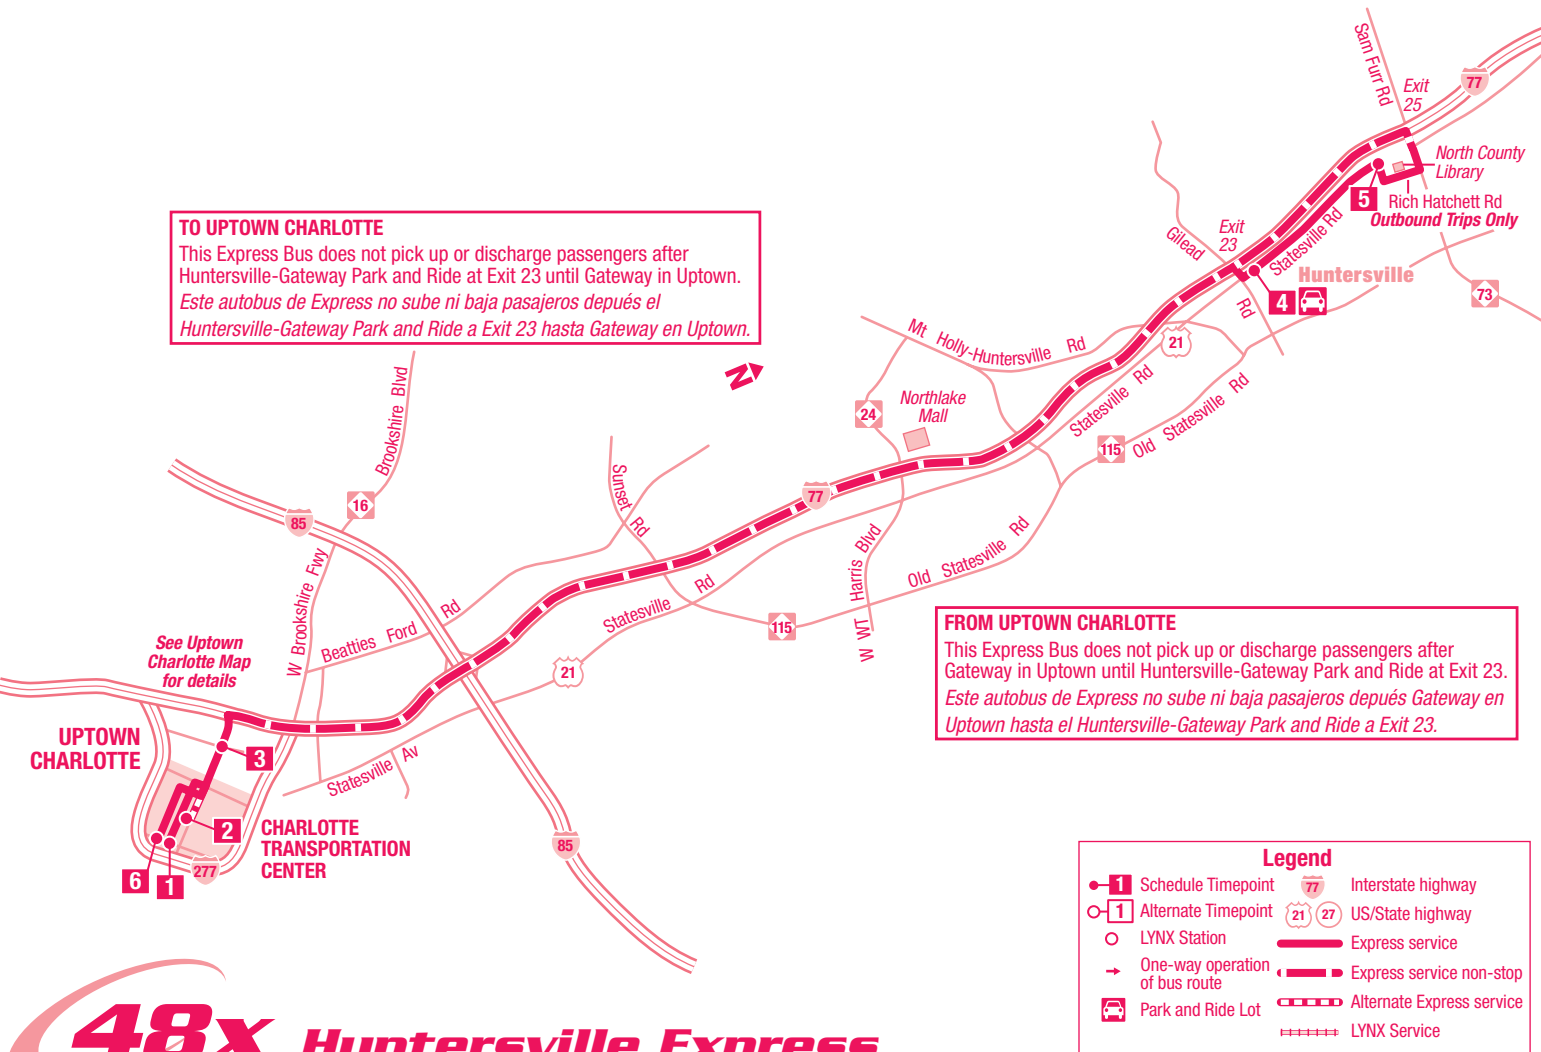 Sam Furr Rd
Exit
25
77
North County
Library
5
Rich Hatchett Rd
Outbound Trips Only
Exit
23
Gilead
Rd
Statesville Rd
Huntersville
4
73
TO UPTOWN CHARLOTTE
This Express Bus does not pick up or discharge passengers after
Huntersville-Gateway Park and Ride at Exit 23 until Gateway in Uptown.
Este autobus de Express no sube ni baja pasajeros depués el
Huntersville-Gateway Park and Ride a Exit 23 hasta Gateway en Uptown.
N
Mt Holly-Huntersville Rd
21
24
Northlake
Mall
Statesville Rd
115
Old Statesville Rd
Brookshire Blvd
16
85
Sunset Rd
77
W Brookshire Fwy
Beatties Ford Rd
Statesville Rd
W WT Harris Blvd
Old Statesville Rd
115
21
See Uptown
Charlotte Map
for details
UPTOWN
CHARLOTTE
3
Statesville Av
2
CHARLOTTE
TRANSPORTATION
CENTER
6
1
277
85
FROM UPTOWN CHARLOTTE
This Express Bus does not pick up or discharge passengers after
Gateway in Uptown until Huntersville-Gateway Park and Ride at Exit 23.
Este autobus de Express no sube ni baja pasajeros depués Gateway en
Uptown hasta el Huntersville-Gateway Park and Ride a Exit 23.
Legend
1 Schedule Timepoint
1 Alternate Timepoint
LYNX Station
One-way operation
of bus route
Park and Ride Lot
77 Interstate highway
21 27 US/State highway
Express service
Express service non-stop
Alternate Express service
LYNX Service
48x Huntersville Express